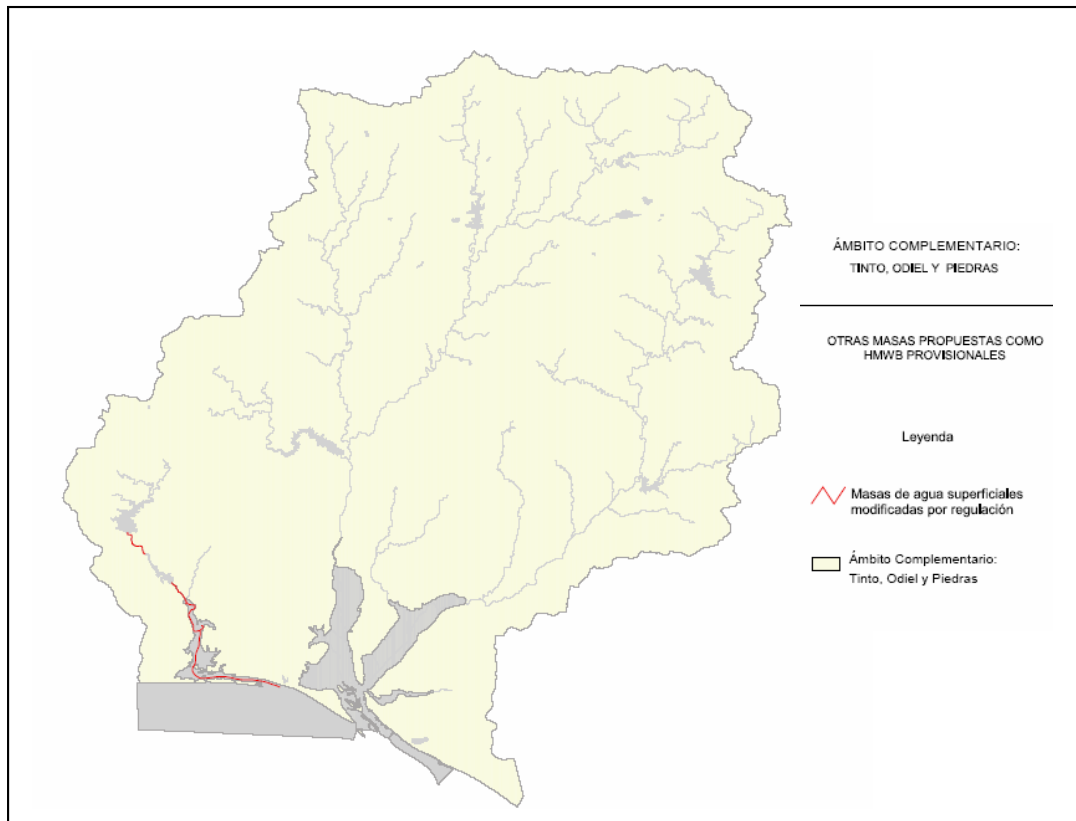 ÁMBITO COMPLEMENTARIO:
TINTO, ODIEL Y PIEDRAS
OTRAS MASAS PROPUESTAS COMO
HMWB PROVISIONALES
Leyenda
Masas de agua superficiales
modificadas por regulación
Ámbito Complementario:
Tinto, Odiel y Piedras